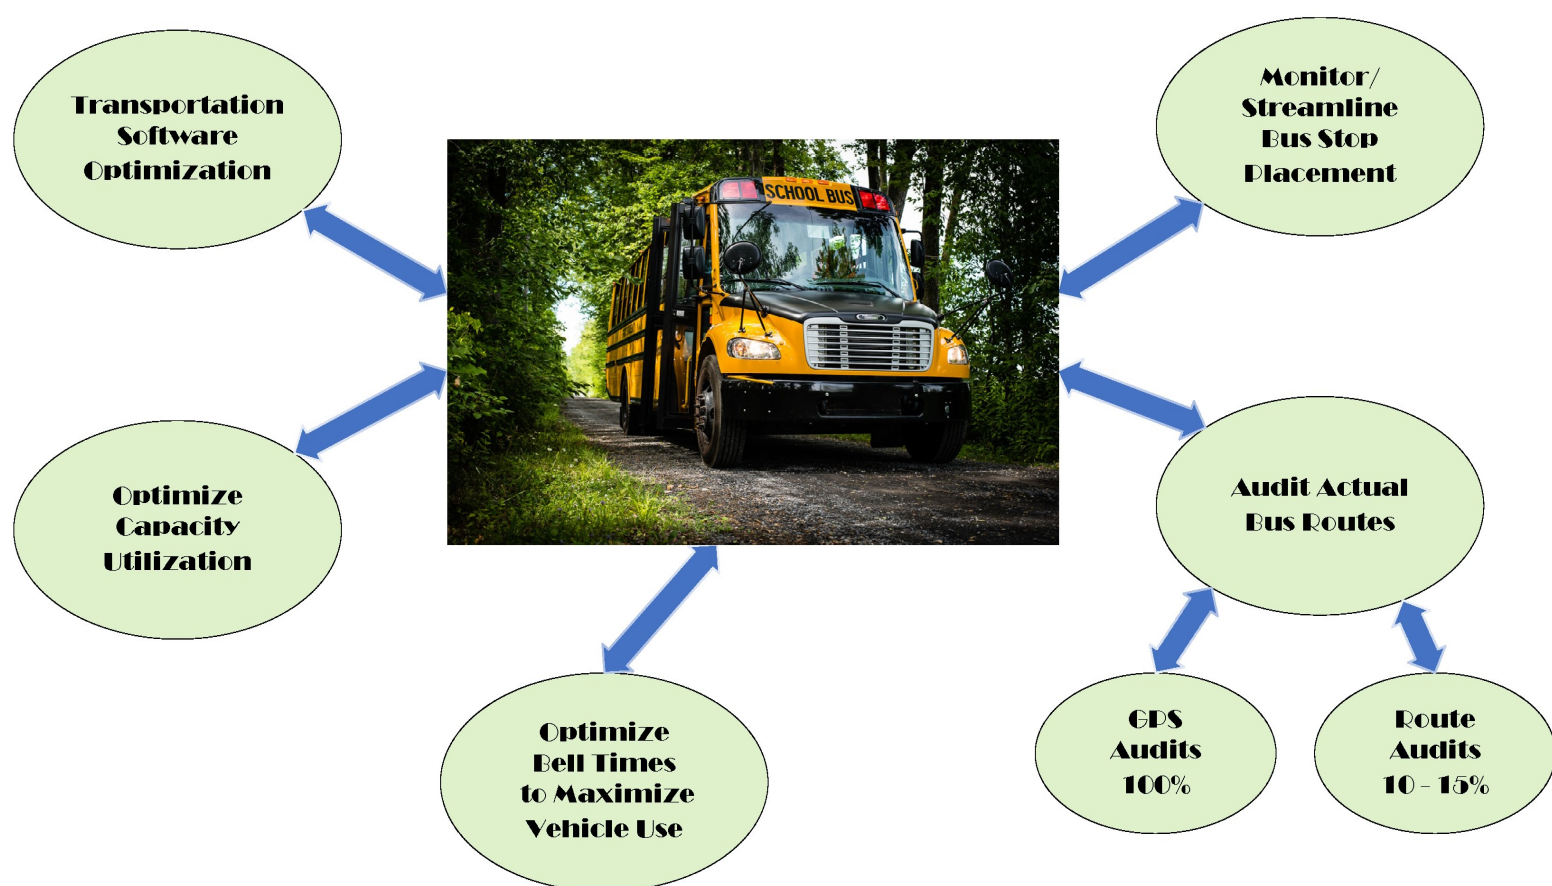 Transportation
Software
Optimization
Monitor/
Streamline
Bus Stop
Placement
SCHOOL BUS
Optimize
Capacity
Utilization
Audit Actual
Bus Routes
Optimize
Bell Times
to Maximize
Vehicle Use
GPS
Audits
100%
Route
Audits
10 - 15%